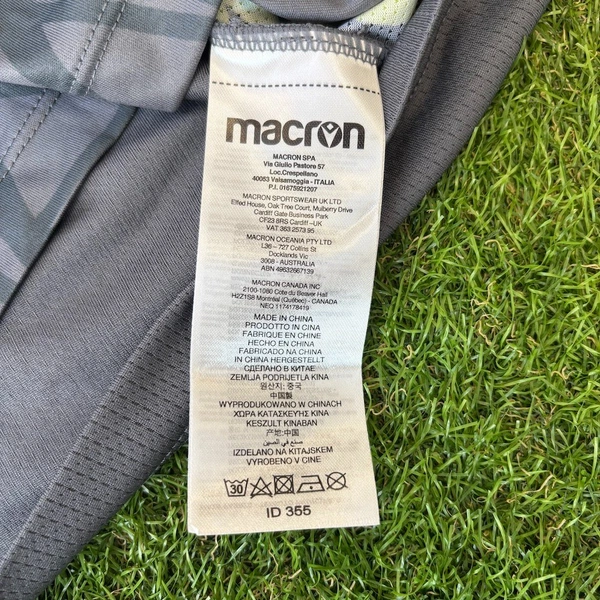 macron
MACRON SPA
Via Giulio Pastore 57
Loc.Crespellano
40053 Valsamoggia - ITALIA
P.I. 01675921207
MACRON SPORTSWEAR UK LTD
Elfed House, Oak Tree Court, Mulberry Drive
Cardiff Gate Business Park
CF23 8RS Cardiff –UK
VAT 363 2573 95
MACRON OCEANIA PTY LTD
L36 – 727 Collins St
Docklands Vic
3008 - AUSTRALIA
ABN 49632667139
MACRON CANADA INC
2100-1080 Côte du Beaver Hall
H2Z1S8 Montréal (Québec) - CANADA
NEQ 1174178419
MADE IN CHINA
PRODOTTO IN CINA
FABRIQUE EN CHINE
HECHO EN CHINA
FABRICADO NA CHINA
IN CHINA HERGESTELLT
СДЕЛАНО В КИТАЕ
ZEMLJA PODRIJETLA KINA
원산지: 중국
中国製
WYPRODUKOWANO W CHINACH
ΧΩΡΑ ΚΑΤΑΣΚΕΥΗΣ ΚΙΝΑ
KESZULT KINABAN
产地:中国
صنع في الصين
IZDELANO NA KITAJSKEM
VYROBENO V CINE
30
ID 355